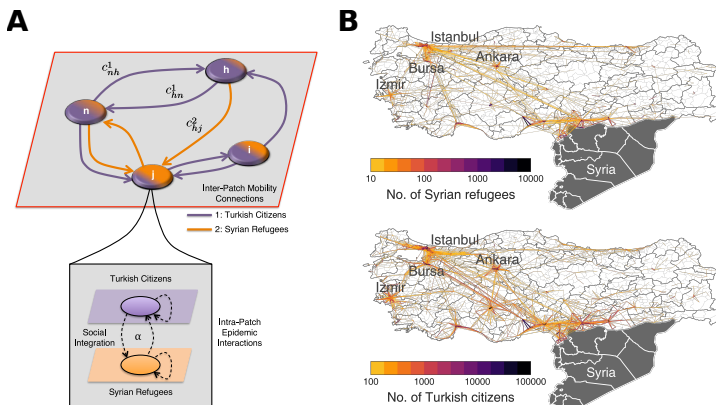 A
c¹ₙₕ
h
c¹ₕₙ
n
c²ₕⱼ
i
j
Inter-Patch Mobility
Connections
1: Turkish Citizens
2: Syrian Refugees
Turkish Citizens
Social
Integration
α
Intra-Patch
Epidemic
Interactions
Syrian Refugees
B
Istanbul
Bursa
Ankara
Izmir
Syria
10 100 1000 10000
No. of Syrian refugees
Istanbul
Bursa
Ankara
Izmir
Syria
100 1000 10000 100000
No. of Turkish citizens